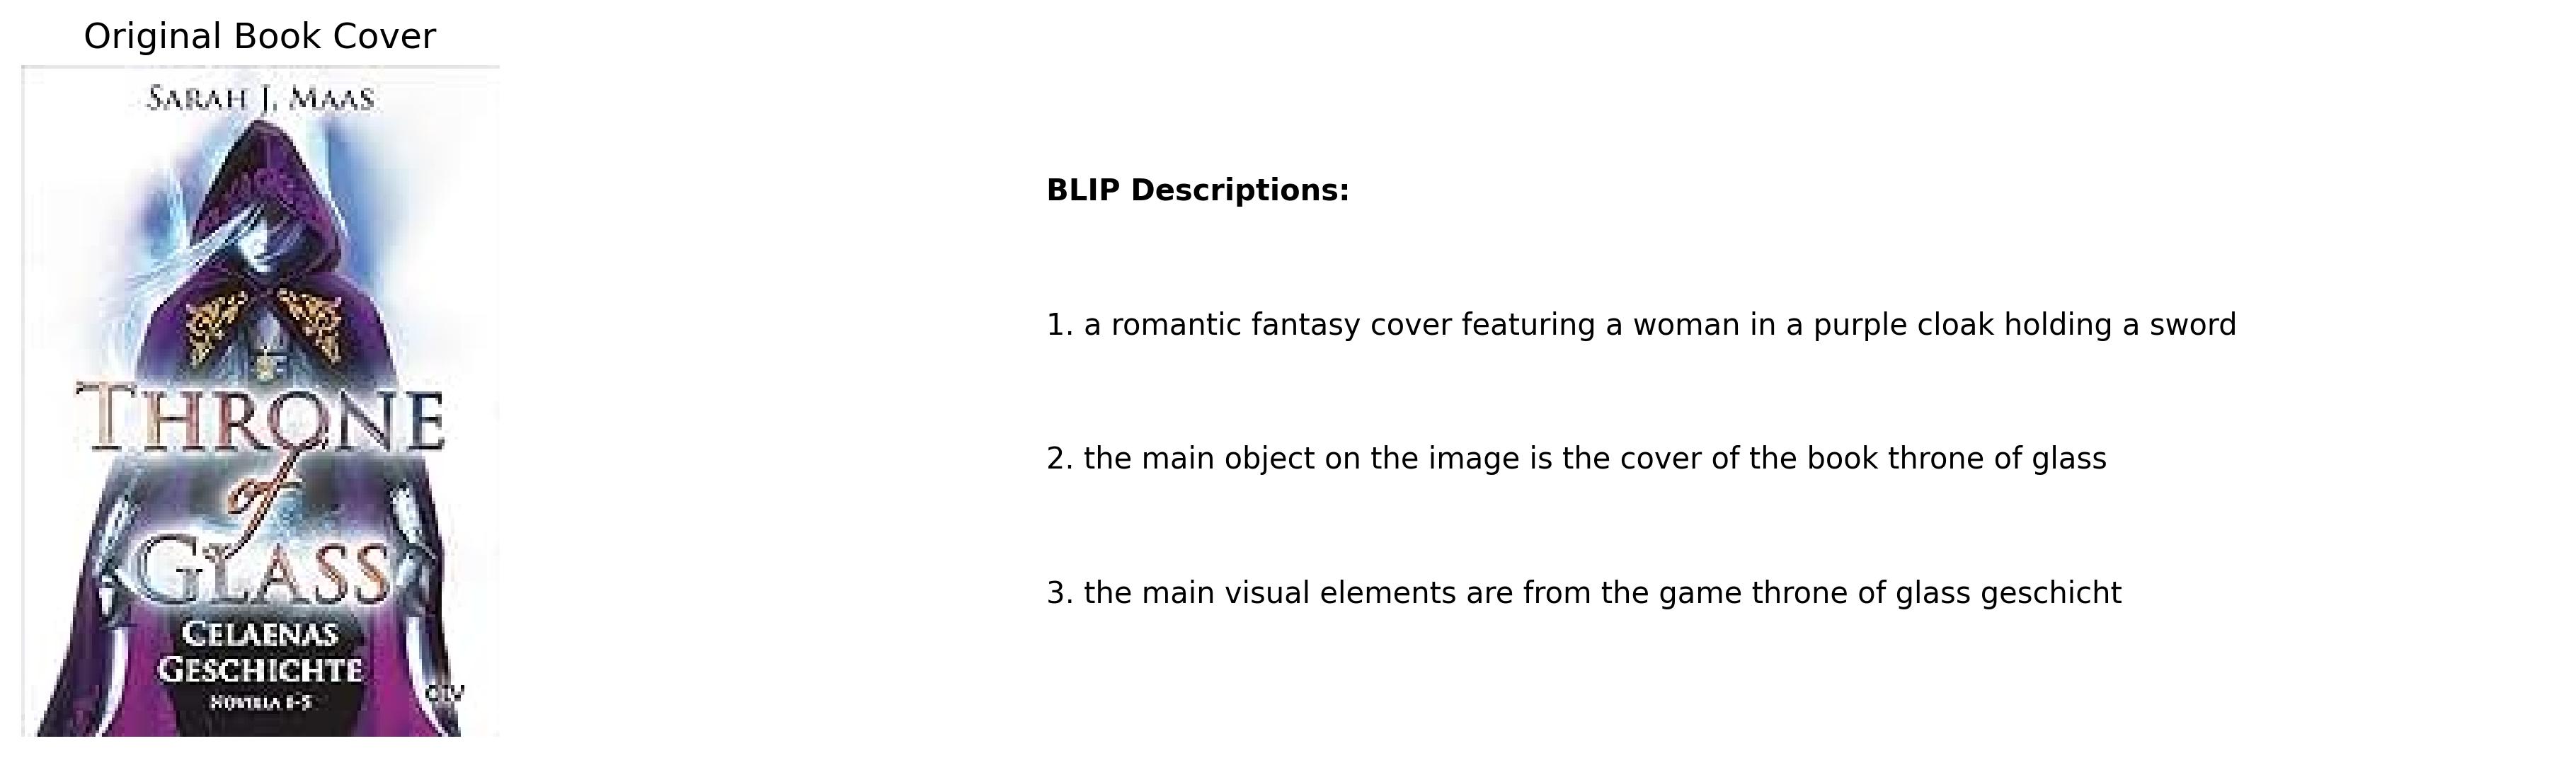 Original Book Cover
SARAH J. MAAS
THRONE
of
GLASS
CELAENAS
GESCHICHTE
NOVELLA 1-5
dtv
BLIP Descriptions:
1. a romantic fantasy cover featuring a woman in a purple cloak holding a sword
2. the main object on the image is the cover of the book throne of glass
3. the main visual elements are from the game throne of glass geschicht